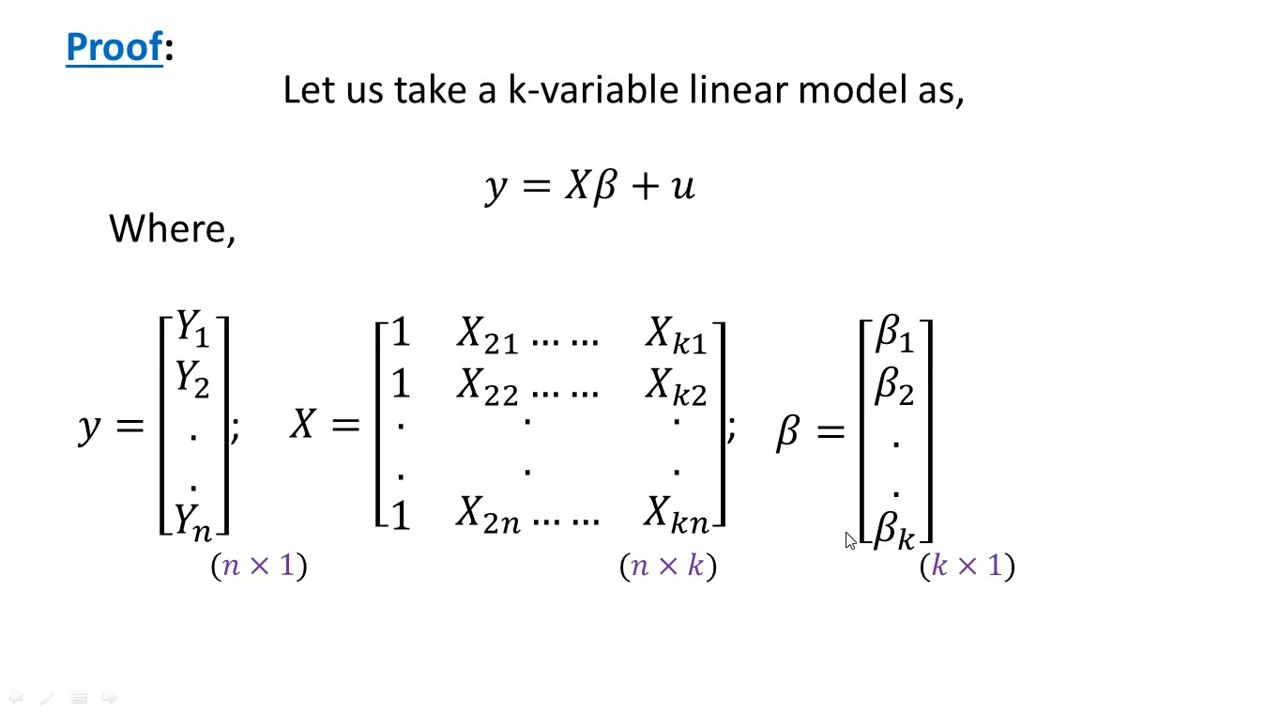 Proof:
Let us take a k-variable linear model as,
y = Xβ + u
Where,
y = [Y₁ Y₂ . . Yₙ] ; X = [1 X₂₁ ... ... Xₖ₁ 1 X₂₂ ... ... Xₖ₂ . . . . . . 1 X₂ₙ ... ... Xₖₙ] ; β = [β₁ β₂ . . βₖ]
(n × 1) (n × k) (k × 1)